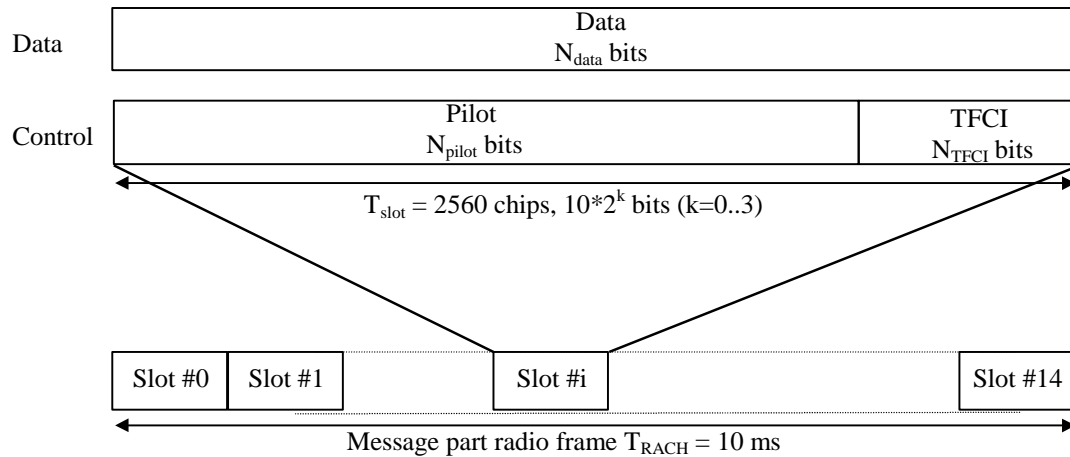 Data
Data
N_data bits
Control
Pilot
N_pilot bits
TFCI
N_TFCI bits
T_slot = 2560 chips, 10*2^k bits (k=0..3)
Slot #0 Slot #1 Slot #i Slot #14
Message part radio frame T_RACH = 10 ms